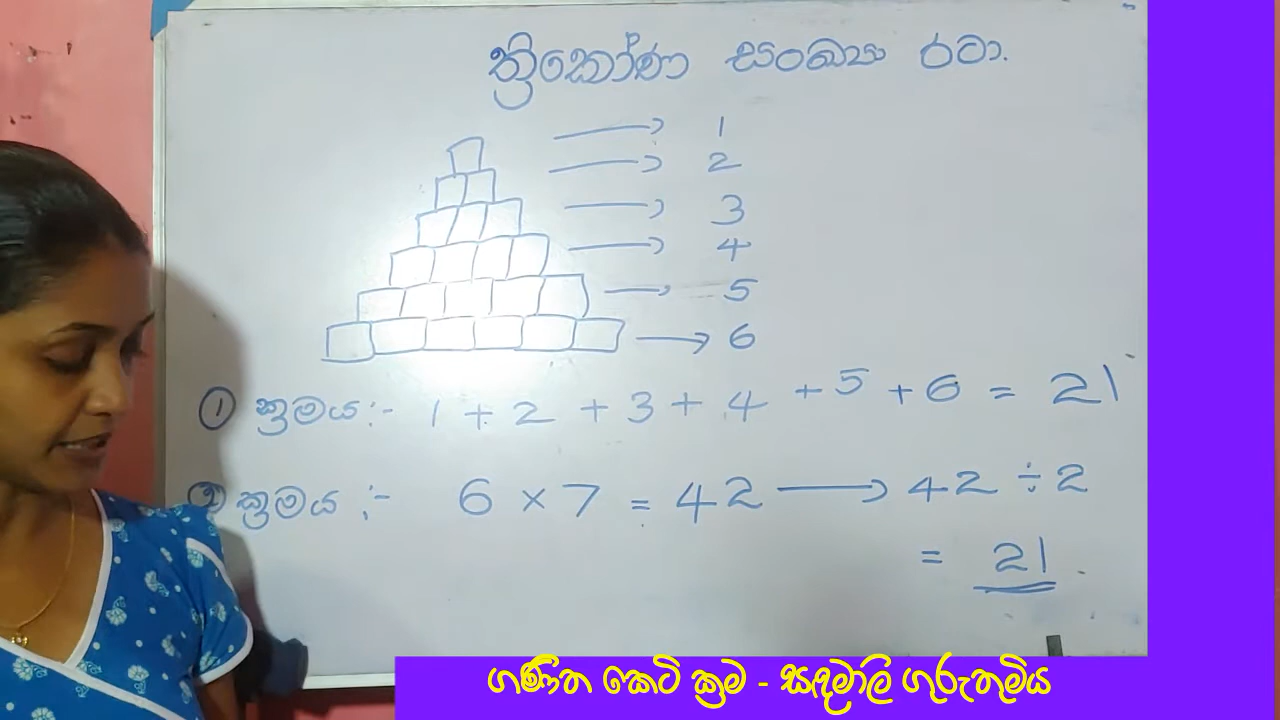 ත්‍රිකෝණ සංඛ්‍යා රටා.
1
2
3
4
5
6
① ක්‍රමය :- 1 + 2 + 3 + 4 + 5 + 6 = 21
② ක්‍රමය :- 6 × 7 = 42 → 42 ÷ 2
= 21
ගණිත කෙටි ක්‍රම - සඳමාලි ගුරුතුමිය